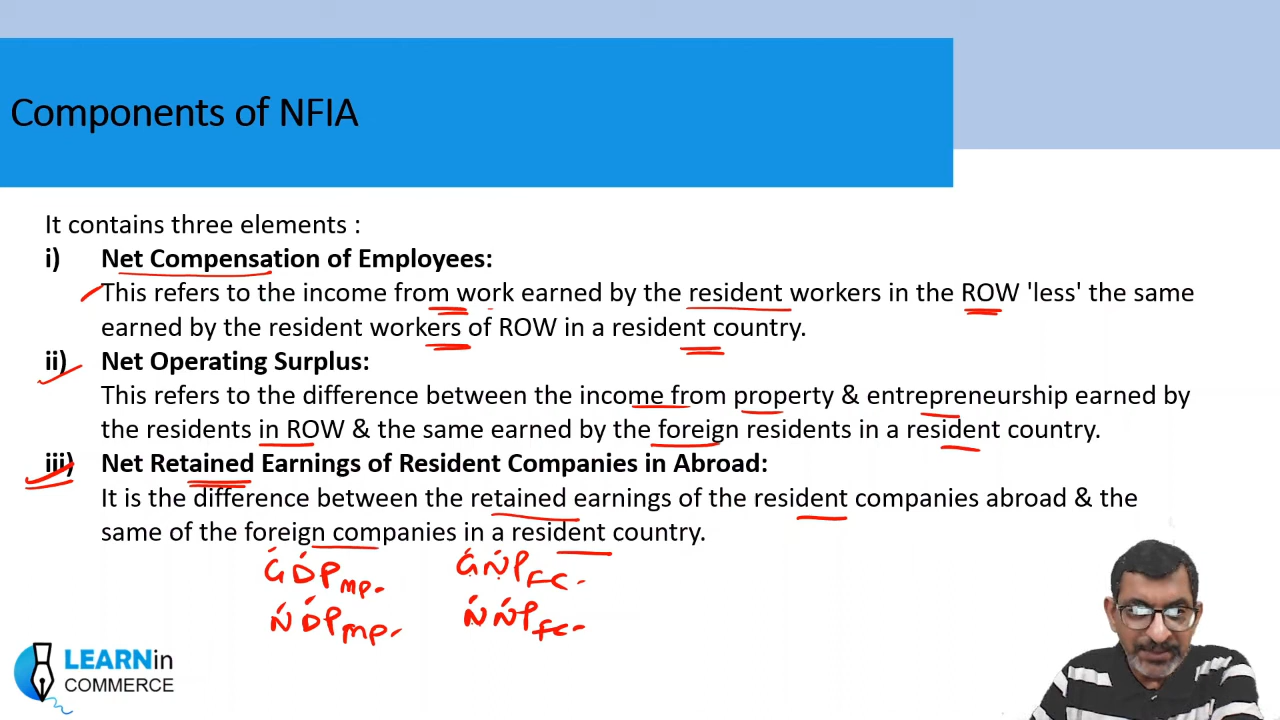 Components of NFIA
It contains three elements :
i) Net Compensation of Employees:
This refers to the income from work earned by the resident workers in the ROW 'less' the same
earned by the resident workers of ROW in a resident country.
ii) Net Operating Surplus:
This refers to the difference between the income from property & entrepreneurship earned by
the residents in ROW & the same earned by the foreign residents in a resident country.
iii) Net Retained Earnings of Resident Companies in Abroad:
It is the difference between the retained earnings of the resident companies abroad & the
same of the foreign companies in a resident country.
GDPMP. GNPFC.
NDPMP. NNPFC.
LEARNin
COMMERCE